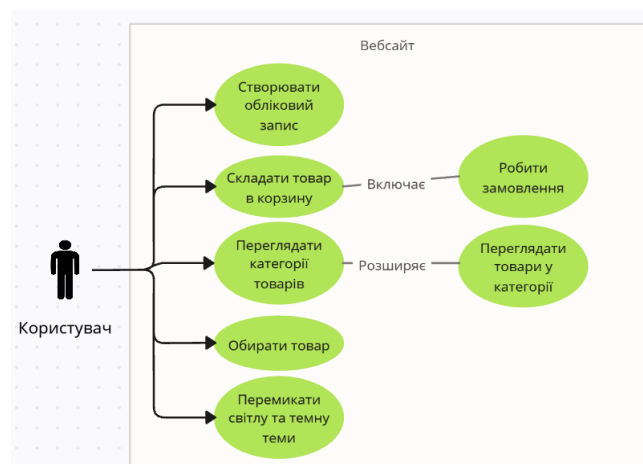 Вебсайт
Створювати
обліковий
запис
Складати товар
в корзину
Включає
Робити
замовлення
Переглядати
категорії
товарів
Розширяє
Переглядати
товари у
категорії
Користувач
Обирати товар
Перемикати
світлу та темну
теми